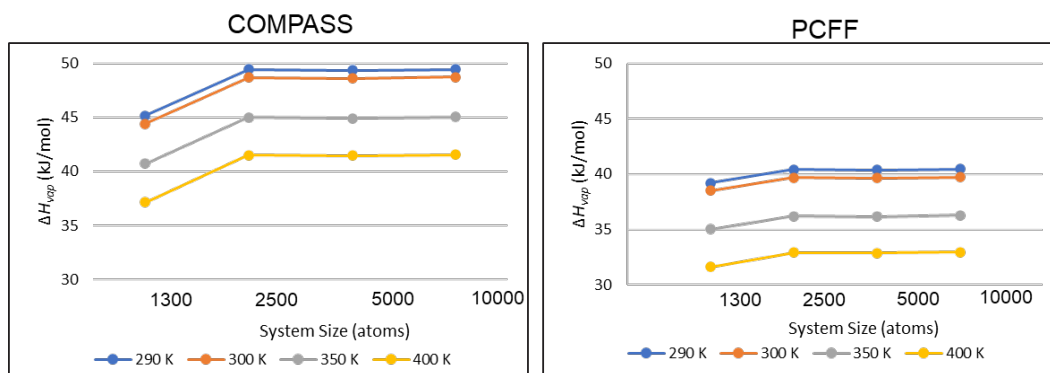 COMPASS
50
45
40
35
30
ΔHvap (kJ/mol)
1300 2500 5000 10000
System Size (atoms)
290 K 300 K 350 K 400 K
PCFF
50
45
40
35
30
ΔHvap (kJ/mol)
1300 2500 5000 10000
System Size (atoms)
290 K 300 K 350 K 400 K